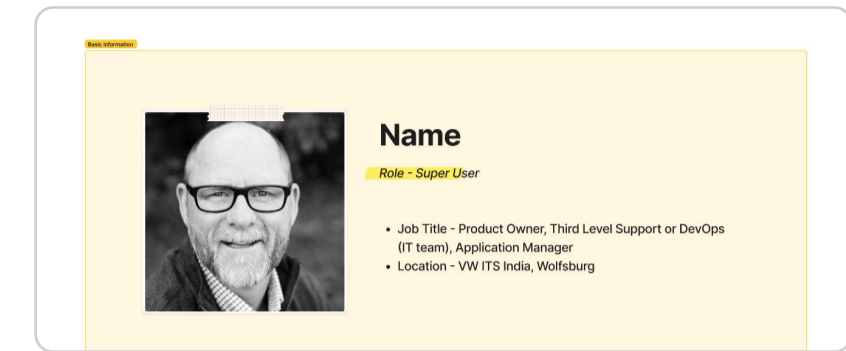 Basic information
Name
Role - Super User
• Job Title - Product Owner, Third Level Support or DevOps
(IT team), Application Manager
• Location - VW ITS India, Wolfsburg